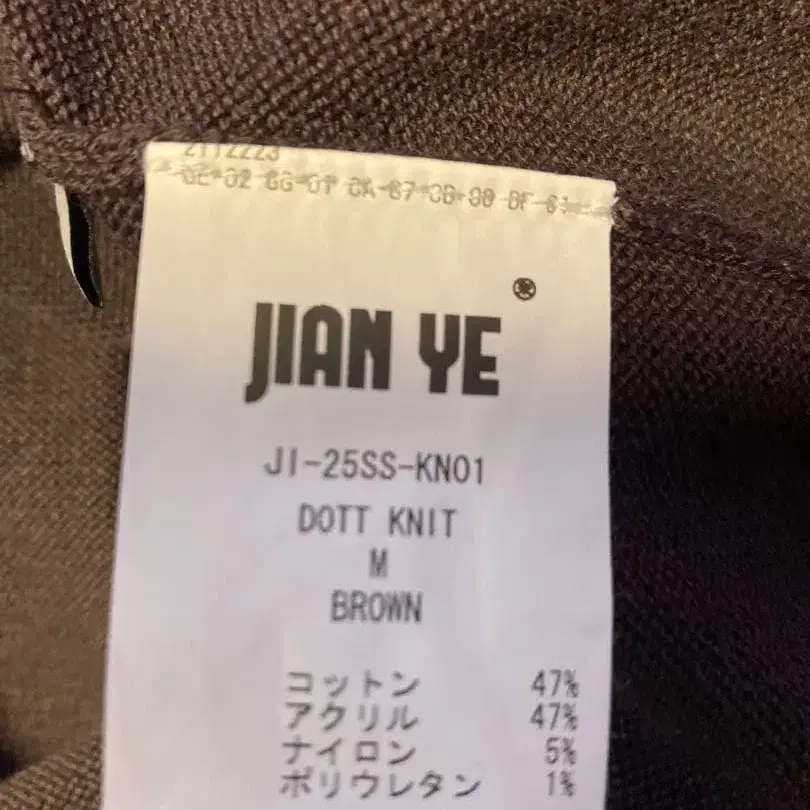 JIAN YE
JI-25SS-KN01
DOTT KNIT
M
BROWN
コットン 47%
アクリル 47%
ナイロン 5%
ポリウレタン 1%